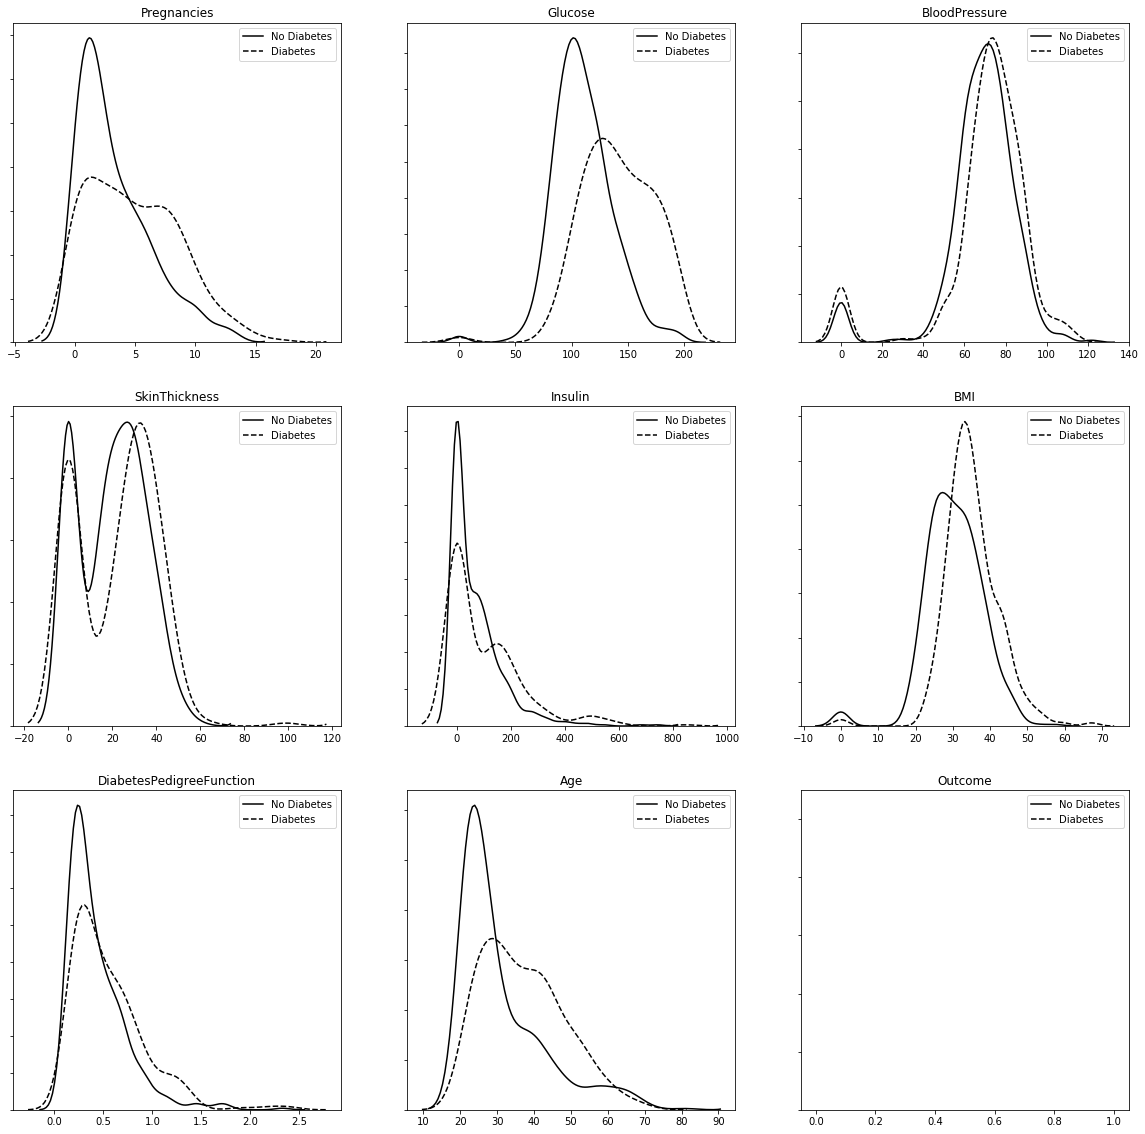 Pregnancies
No Diabetes
Diabetes
−5 0 5 10 15 20
Glucose
No Diabetes
Diabetes
0 50 100 150 200
BloodPressure
No Diabetes
Diabetes
0 20 40 60 80 100 120 140
SkinThickness
No Diabetes
Diabetes
−20 0 20 40 60 80 100 120
Insulin
No Diabetes
Diabetes
0 200 400 600 800 1000
BMI
No Diabetes
Diabetes
−10 0 10 20 30 40 50 60 70
DiabetesPedigreeFunction
No Diabetes
Diabetes
0.0 0.5 1.0 1.5 2.0 2.5
Age
No Diabetes
Diabetes
10 20 30 40 50 60 70 80 90
Outcome
No Diabetes
Diabetes
0.0 0.2 0.4 0.6 0.8 1.0